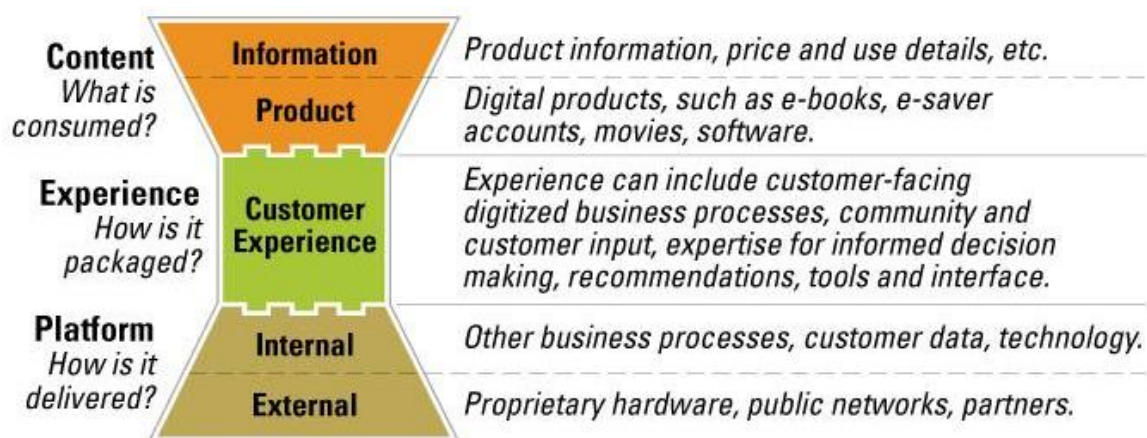 Content
What is
consumed?
Information
Product information, price and use details, etc.
Product
Digital products, such as e-books, e-saver
accounts, movies, software.
Experience
How is it
packaged?
Customer
Experience
Experience can include customer-facing
digitized business processes, community and
customer input, expertise for informed decision
making, recommendations, tools and interface.
Platform
How is it
delivered?
Internal
Other business processes, customer data, technology.
External
Proprietary hardware, public networks, partners.